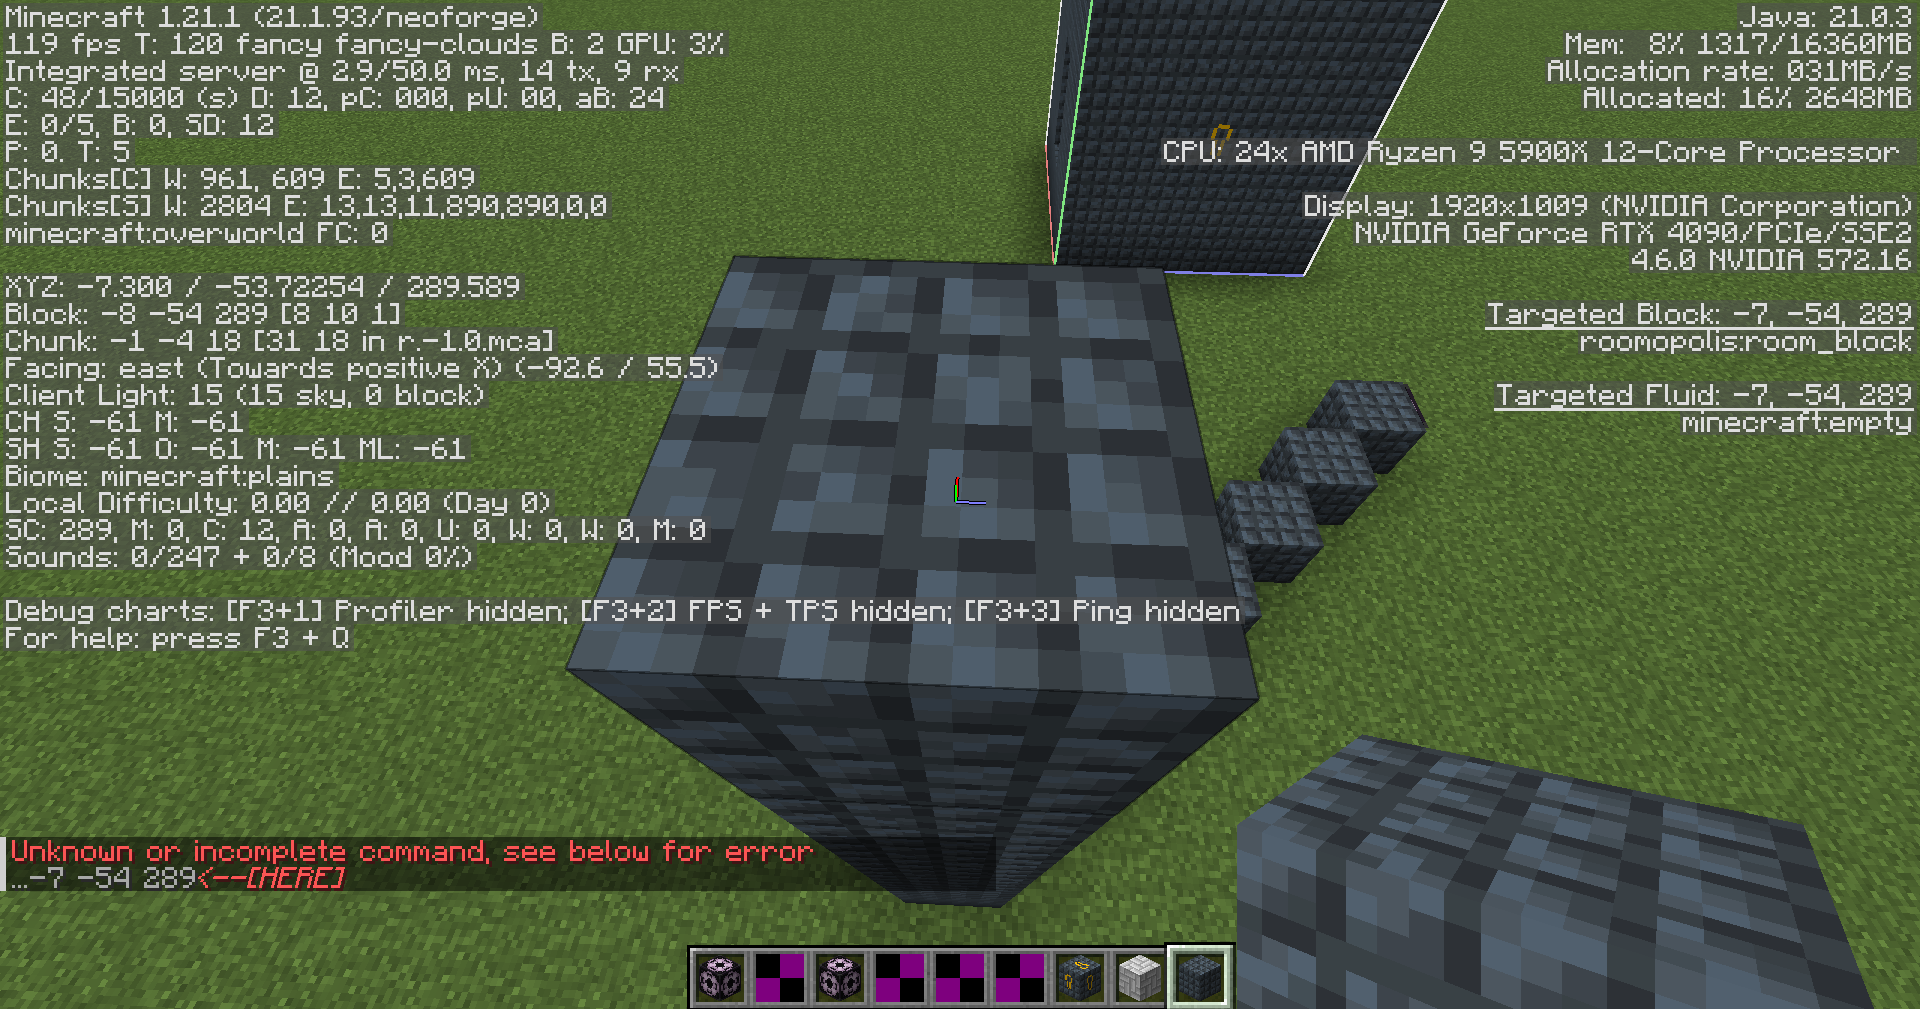 Minecraft 1.21.1 (21.1.93/neoforge)
119 fps T: 120 fancy fancy-clouds B: 2 GPU: 3%
Integrated server @ 2.9/50.0 ms, 14 tx, 9 rx
C: 48/15000 (s) D: 12, pC: 000, pU: 00, aB: 24
E: 0/5, B: 0, SD: 12
P: 0. T: 5
Chunks[C] W: 961, 609 E: 5,3,609
Chunks[S] W: 2804 E: 13,13,11,890,890,0,0
minecraft:overworld FC: 0
XYZ: -7.300 / -53.72254 / 289.589
Block: -8 -54 289 [8 10 1]
Chunk: -1 -4 18 [31 18 in r.-1.0.mca]
Facing: east (Towards positive X) (-92.6 / 55.5)
Client Light: 15 (15 sky, 0 block)
CH S: -61 M: -61
SH S: -61 O: -61 M: -61 ML: -61
Biome: minecraft:plains
Local Difficulty: 0.00 // 0.00 (Day 0)
SC: 289, M: 0, C: 12, A: 0, A: 0, U: 0, W: 0, W: 0, M: 0
Sounds: 0/247 + 0/8 (Mood 0%)
Debug charts: [F3+1] Profiler hidden; [F3+2] FPS + TPS hidden; [F3+3] Ping hidden
For help: press F3 + Q
Java: 21.0.3
Mem: 8% 1317/16360MB
Allocation rate: 031MB/s
Allocated: 16% 2648MB
CPU: 24x AMD Ryzen 9 5900X 12-Core Processor
Display: 1920x1009 (NVIDIA Corporation)
NVIDIA GeForce RTX 4090/PCIe/SSE2
4.6.0 NVIDIA 572.16
Targeted Block: -7, -54, 289
roomopolis:room_block
Targeted Fluid: -7, -54, 289
minecraft:empty
Unknown or incomplete command, see below for error
...-7 -54 289<--[HERE]